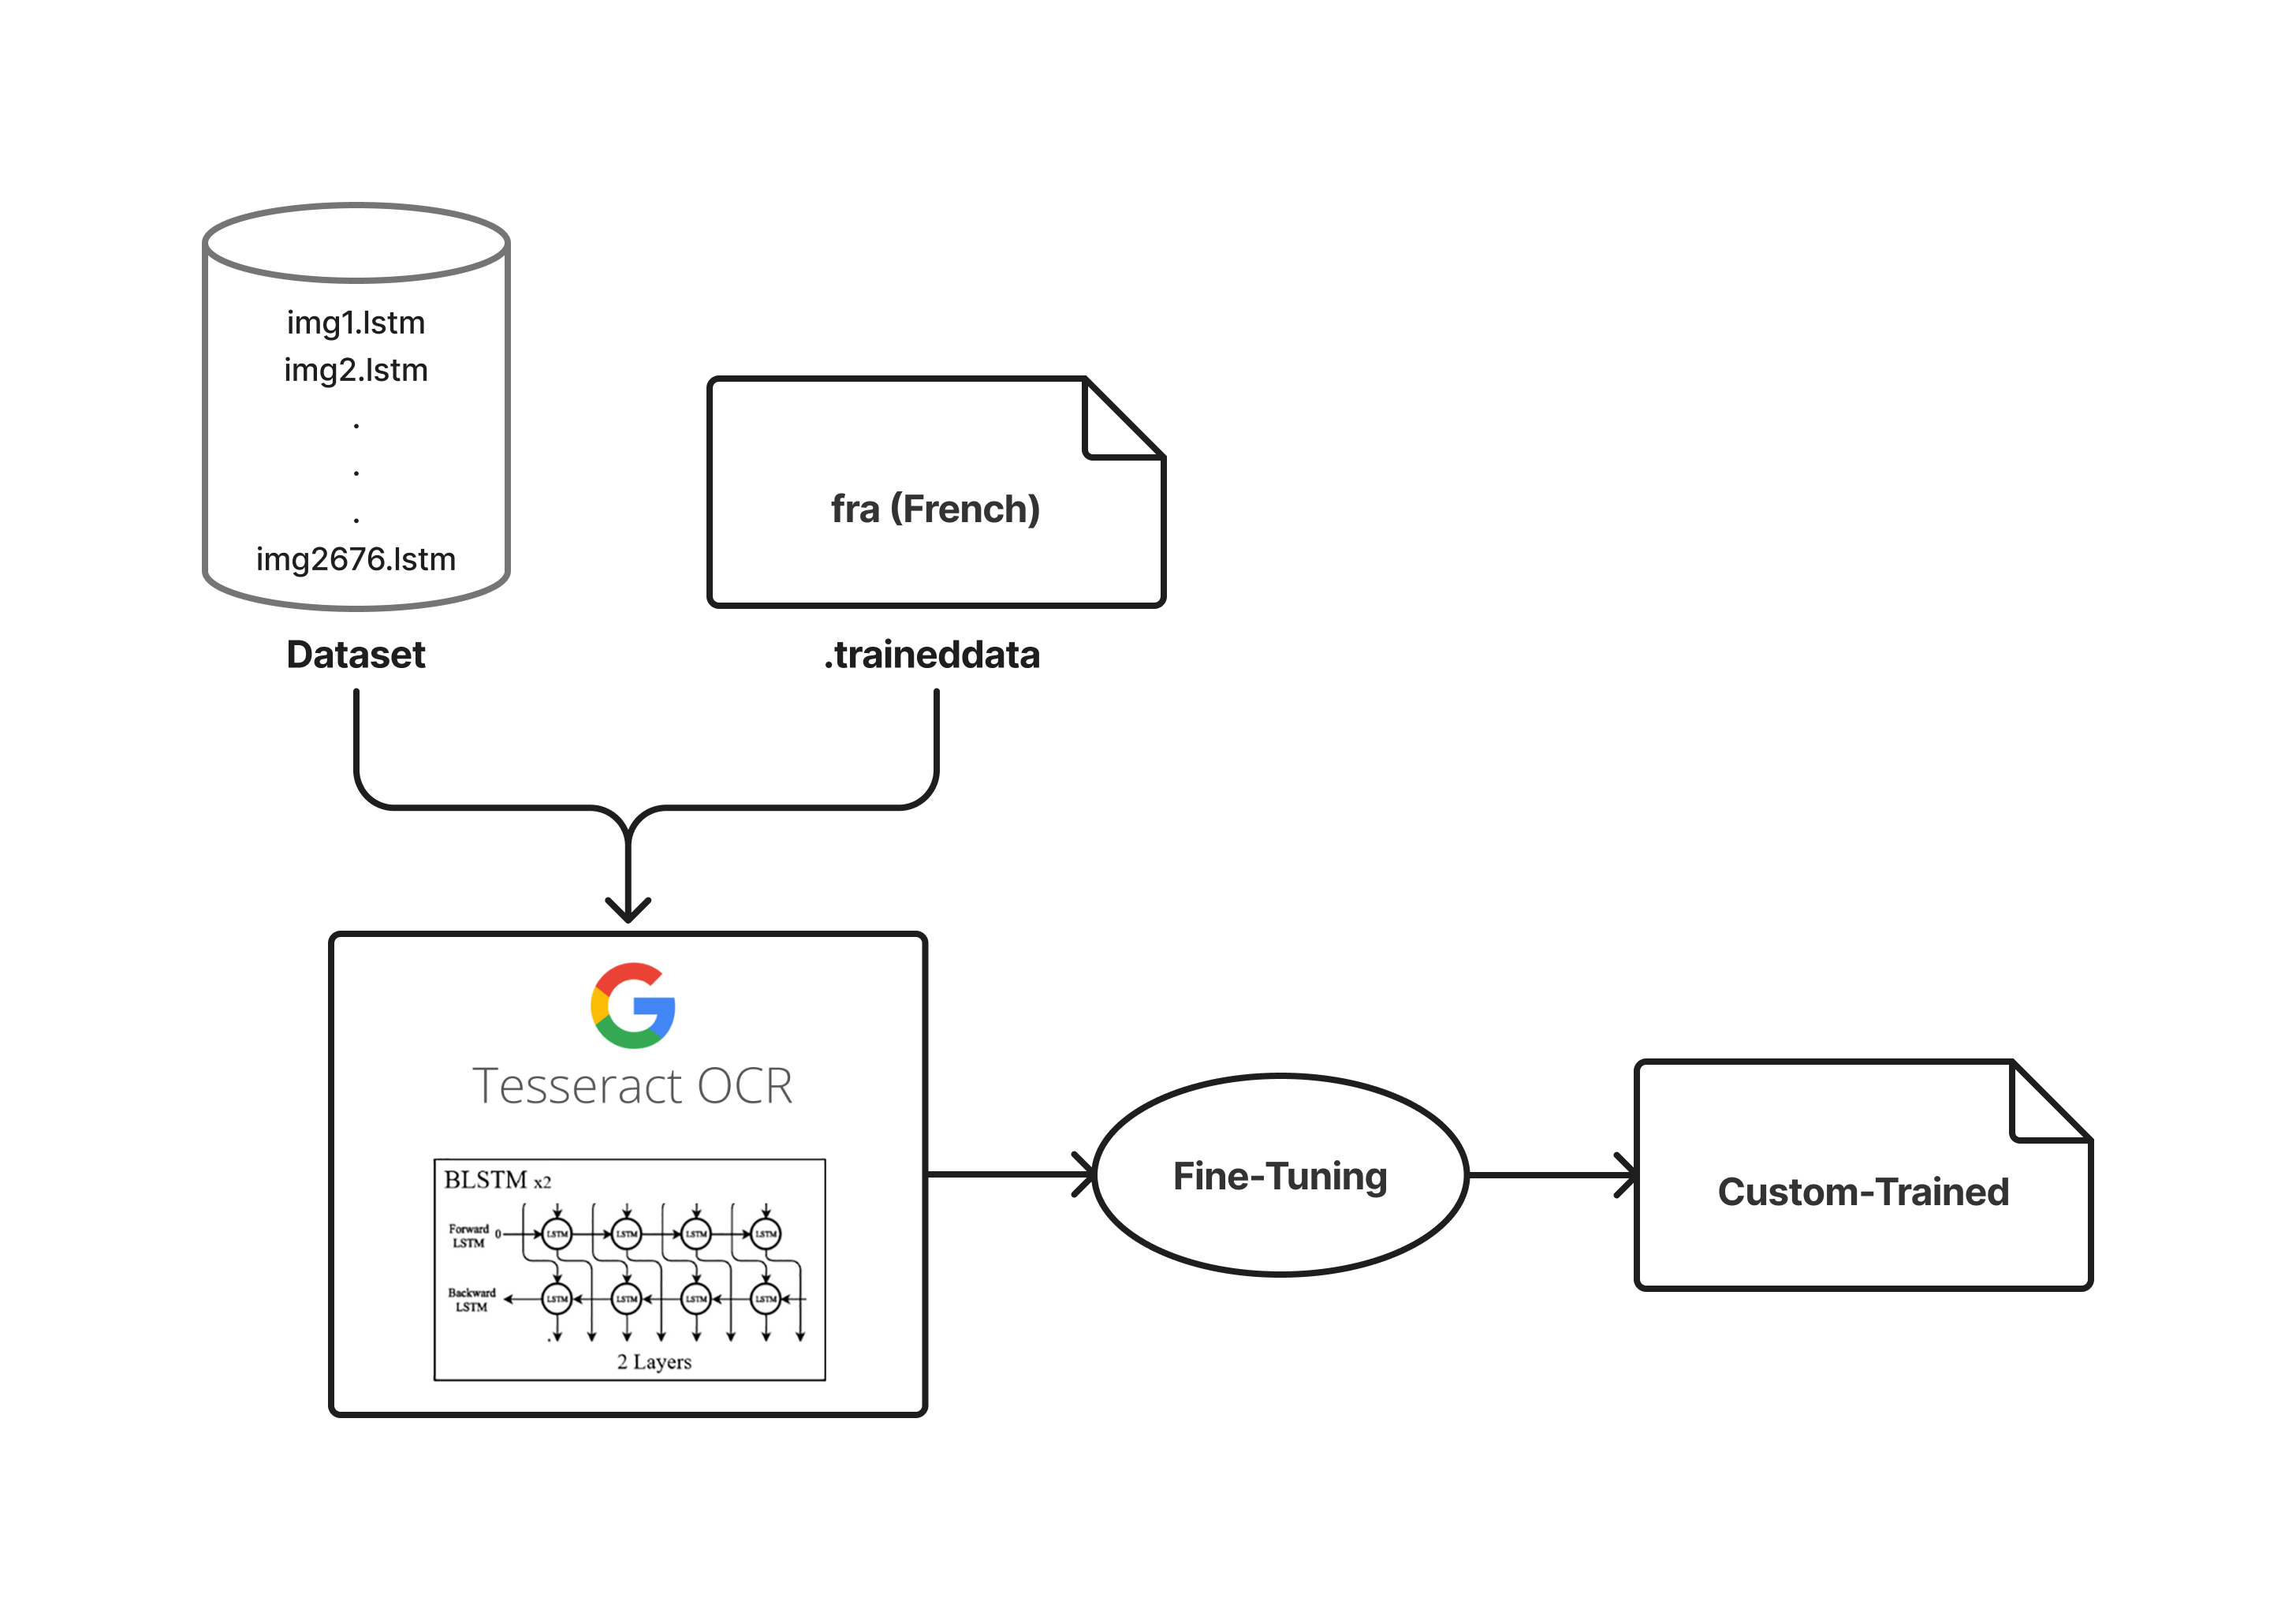 img1.lstm
img2.lstm
.
.
.
img2676.lstm
Dataset
fra (French)
.traineddata
Tesseract OCR
BLSTM x2
Forward
LSTM
0
LSTM LSTM LSTM LSTM
Backward
LSTM
LSTM LSTM LSTM LSTM
2 Layers
Fine-Tuning
Custom-Trained